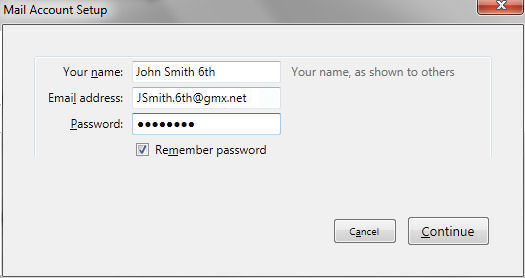 Mail Account Setup
Your name: John Smith 6th Your name, as shown to others
Email address: JSmith.6th@gmx.net
Password: ●●●●●●●●
Remember password
Cancel Continue